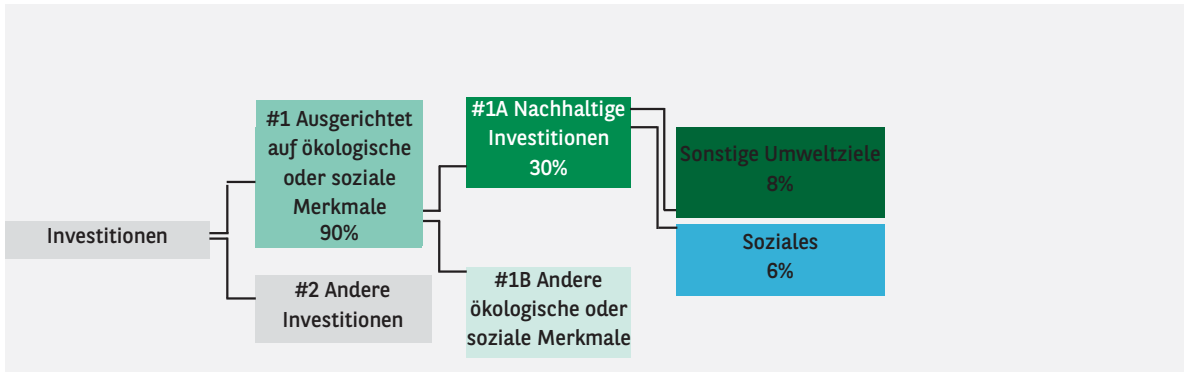 Investitionen
#1 Ausgerichtet
auf ökologische
oder soziale
Merkmale
90%
#2 Andere
Investitionen
#1A Nachhaltige
Investitionen
30%
#1B Andere
ökologische oder
soziale Merkmale
Sonstige Umweltziele
8%
Soziales
6%